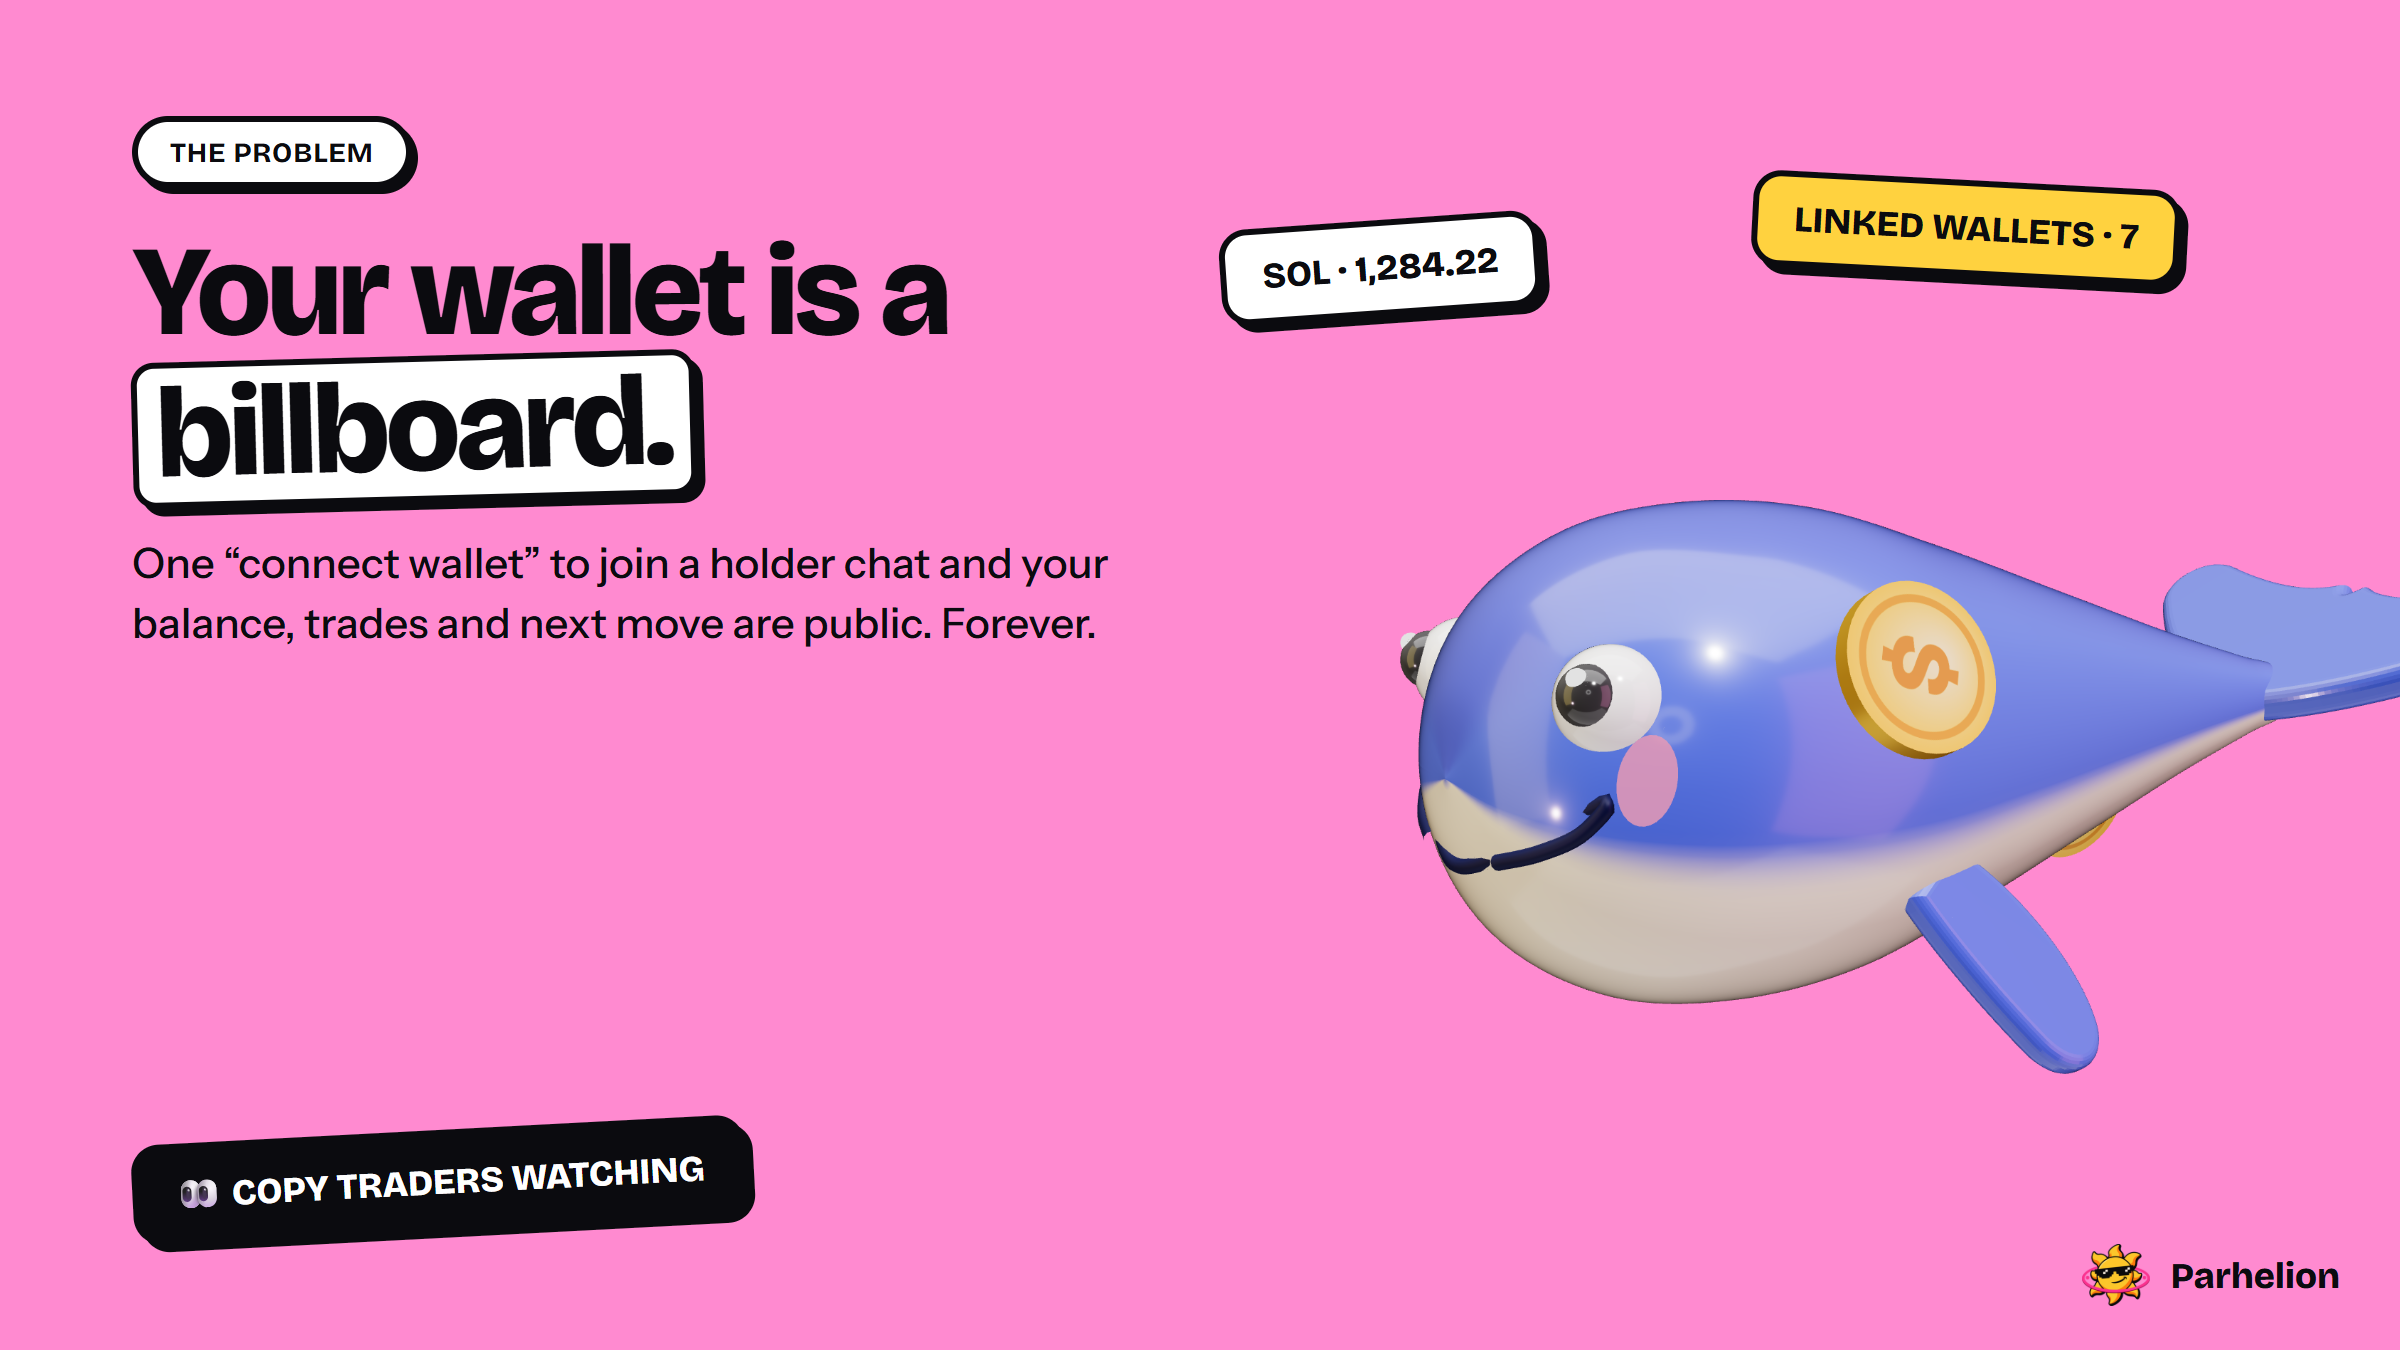 THE PROBLEM
Your wallet is a
billboard.
One “connect wallet” to join a holder chat and your
balance, trades and next move are public. Forever.
SOL · 1,284.22
LINKED WALLETS · 7
$
👀 COPY TRADERS WATCHING
Parhelion